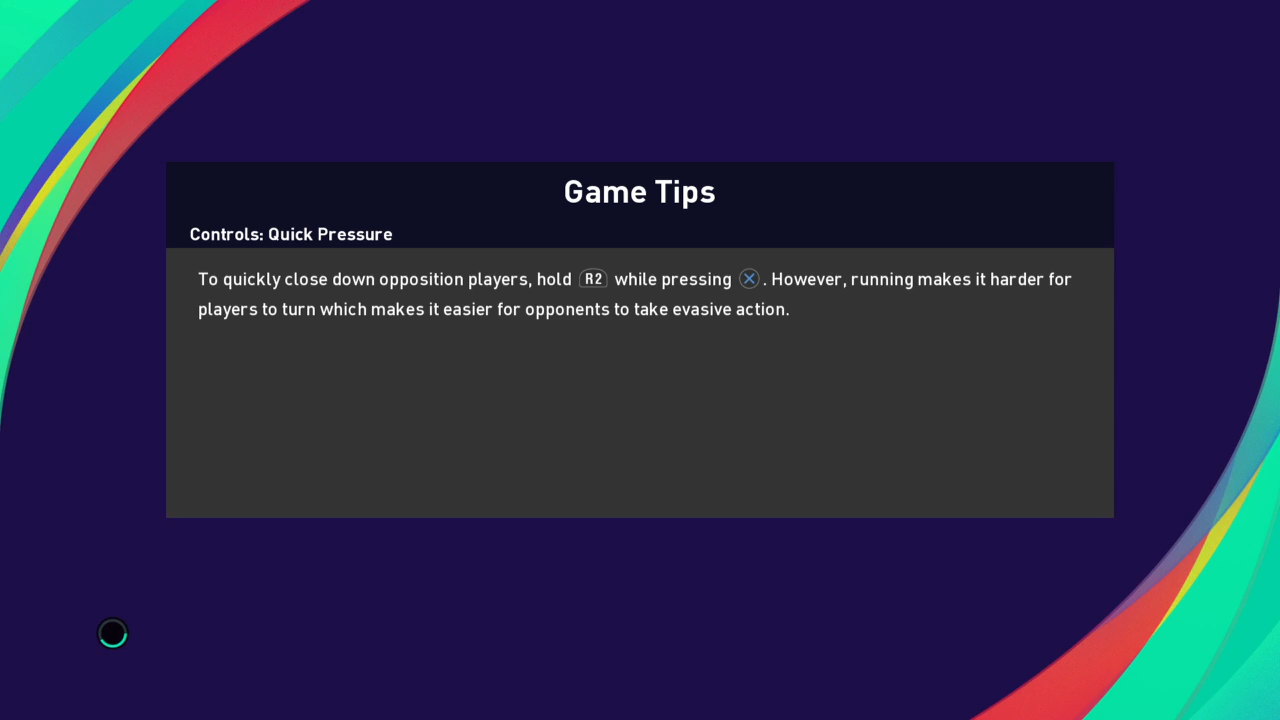 Game Tips
Controls: Quick Pressure
To quickly close down opposition players, hold R2 while pressing ⓧ. However, running makes it harder for
players to turn which makes it easier for opponents to take evasive action.